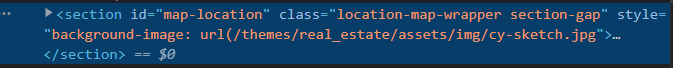 ••• ▶<section id="map-location" class="location-map-wrapper section-gap" style=
"background-image: url(/themes/real_estate/assets/img/cy-sketch.jpg">…
</section> == $0